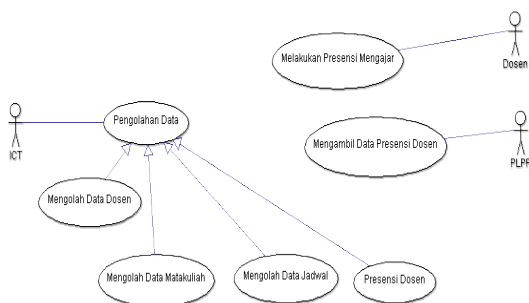 Melakukan Presensi Mengajar
Dosen
Pengolahan Data
ICT
Mengambil Data Presensi Dosen
Mengolah Data Dosen
Mengolah Data Matakuliah
Mengolah Data Jadwal
Presensi Dosen